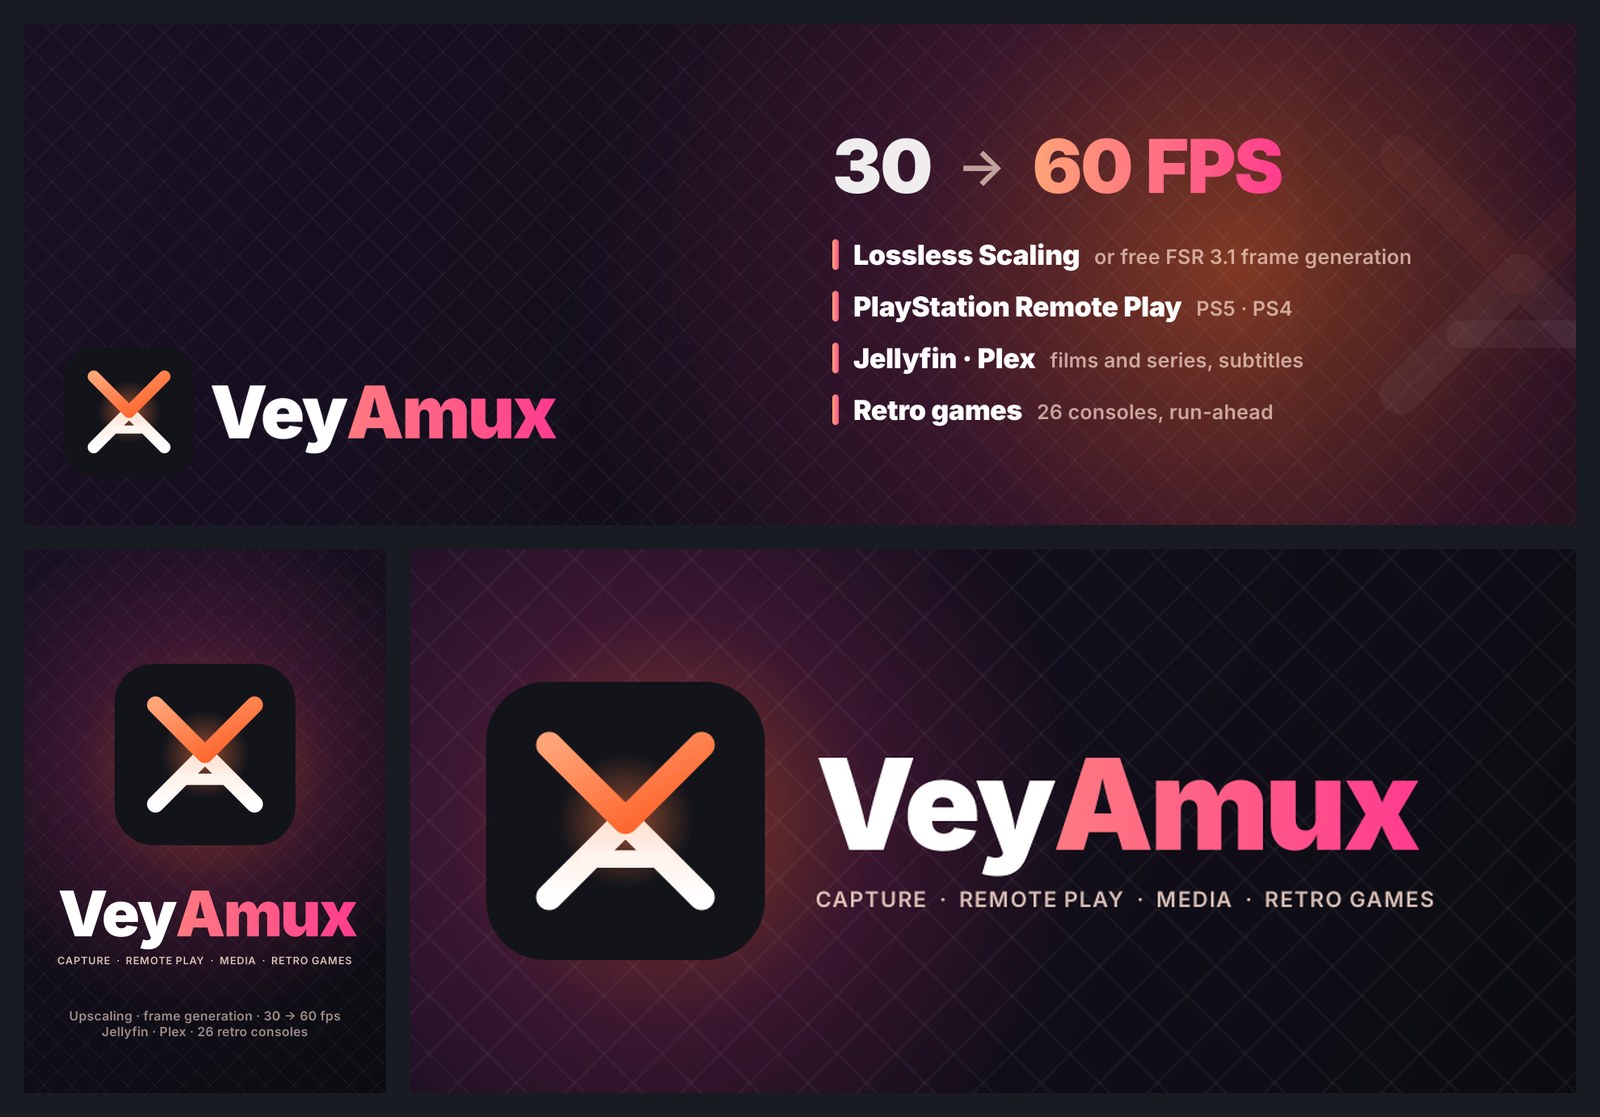 30 → 60 FPS
Lossless Scaling or free FSR 3.1 frame generation
PlayStation Remote Play PS5 · PS4
Jellyfin · Plex films and series, subtitles
Retro games 26 consoles, run-ahead
VeyAmux
VeyAmux
CAPTURE · REMOTE PLAY · MEDIA · RETRO GAMES
Upscaling · frame generation · 30 → 60 fps
Jellyfin · Plex · 26 retro consoles
VeyAmux
CAPTURE · REMOTE PLAY · MEDIA · RETRO GAMES